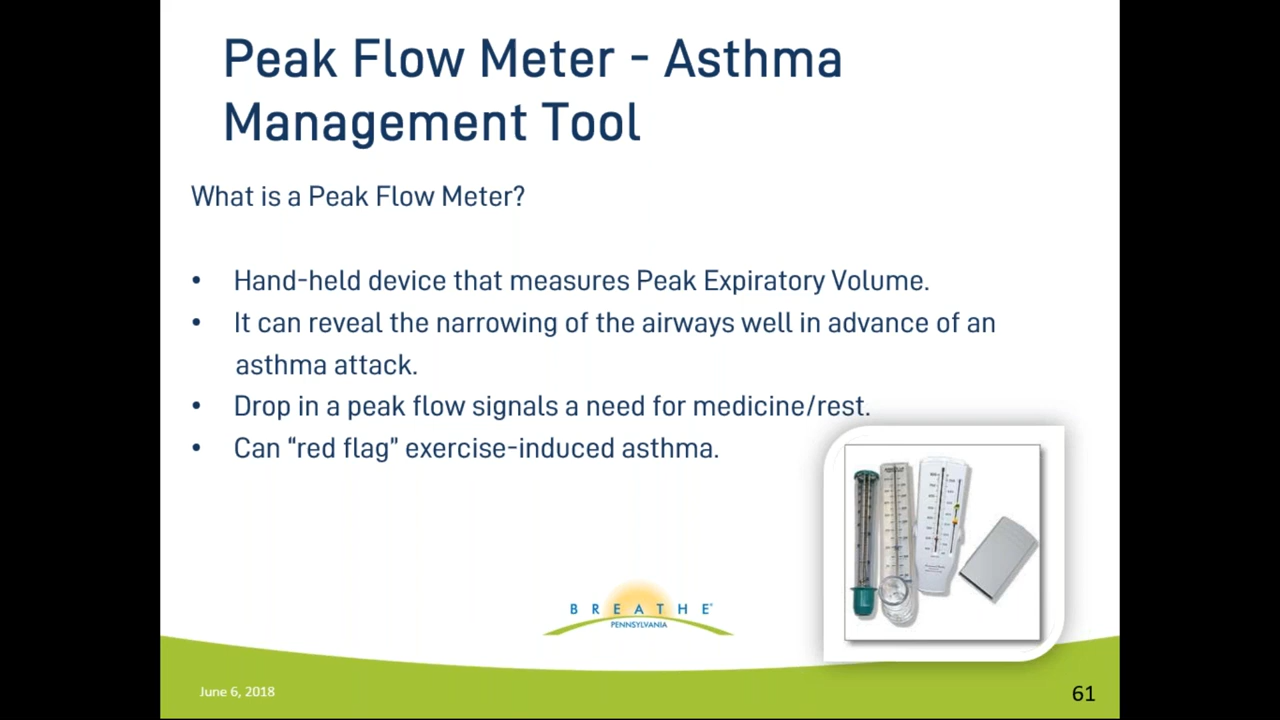 Peak Flow Meter - Asthma
Management Tool
What is a Peak Flow Meter?
• Hand-held device that measures Peak Expiratory Volume.
• It can reveal the narrowing of the airways well in advance of an
asthma attack.
• Drop in a peak flow signals a need for medicine/rest.
• Can “red flag” exercise-induced asthma.
BREATHE
PENNSYLVANIA
June 6, 2018
61